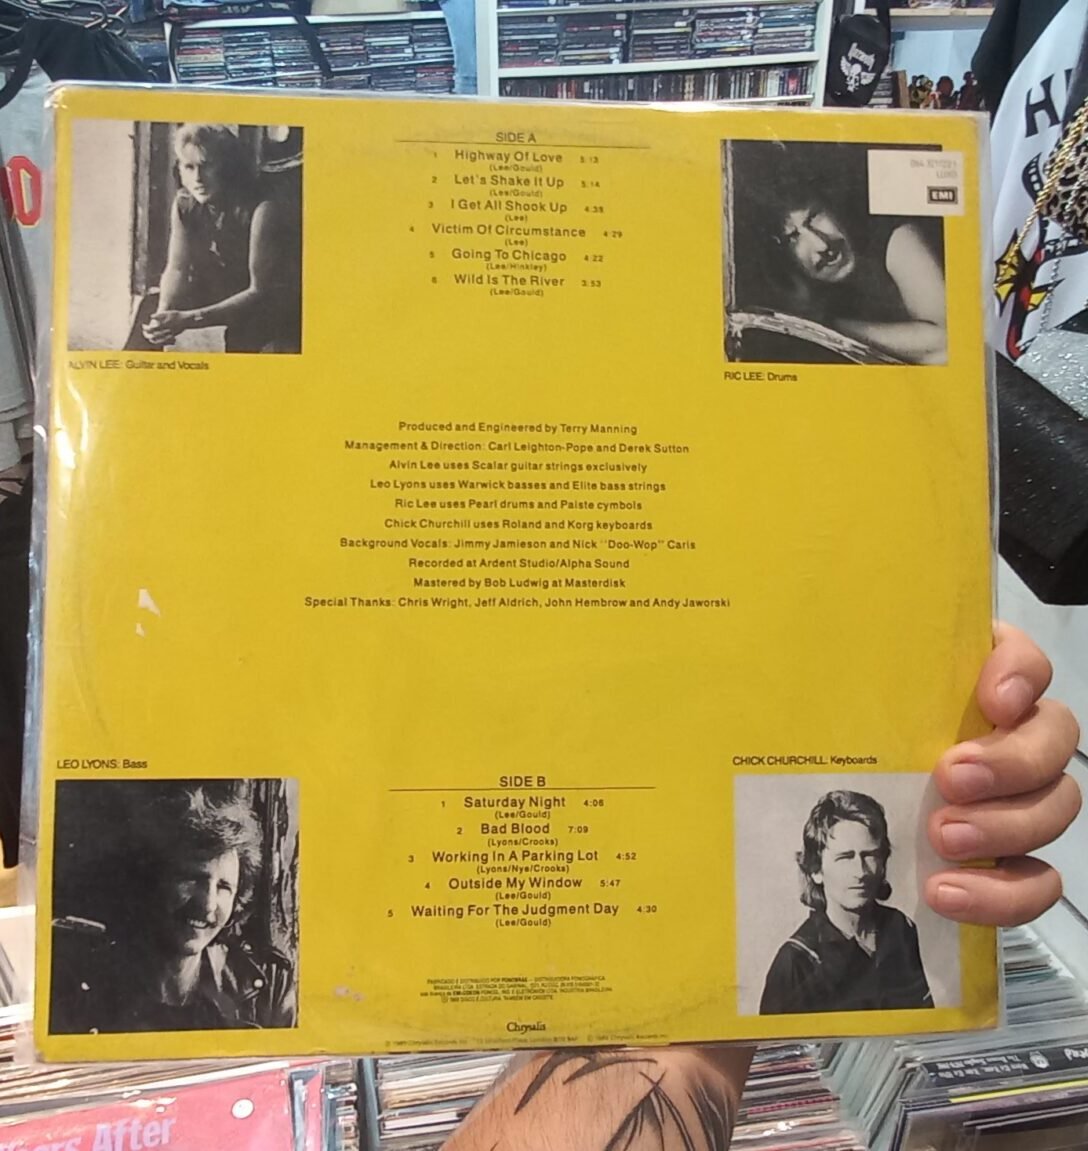 SIDE A
1 Highway Of Love 5:13
(Lee/Gould)
2 Let's Shake It Up 5:14
(Lee/Gould)
3 I Get All Shook Up 4:39
(Lee)
4 Victim Of Circumstance 4:29
(Lee)
5 Going To Chicago 4:22
(Lee/Hinkley)
6 Wild Is The River 3:53
(Lee/Gould)
EMI
ALVIN LEE: Guitar and Vocals
RIC LEE: Drums
Produced and Engineered by Terry Manning
Management & Direction: Carl Leighton-Pope and Derek Sutton
Alvin Lee uses Scalar guitar strings exclusively
Leo Lyons uses Warwick basses and Elite bass strings
Ric Lee uses Pearl drums and Paiste cymbols
Chick Churchill uses Roland and Korg keyboards
Background Vocals: Jimmy Jamieson and Nick "Doo-Wop" Caris
Recorded at Ardent Studio/Alpha Sound
Mastered by Bob Ludwig at Masterdisk
Special Thanks: Chris Wright, Jeff Aldrich, John Hembrow and Andy Jaworski
LEO LYONS: Bass
CHICK CHURCHILL: Keyboards
SIDE B
1 Saturday Night 4:06
(Lee/Gould)
2 Bad Blood 7:09
(Lyons/Crooks)
3 Working In A Parking Lot 4:52
(Lyons/Nye/Crooks)
4 Outside My Window 5:47
(Lee/Gould)
5 Waiting For The Judgment Day 4:30
(Lee/Gould)
FABRICADO E DISTRIBUIDO POR FONOBRAS - DISTRIBUIDORA FONOGRÁFICA
Chrysalis
After